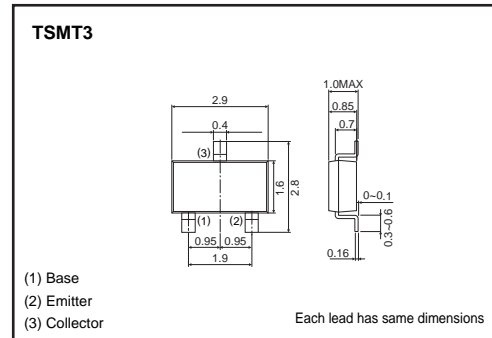 TSMT3
1.0MAX
2.9
0.85
0.4
0.7
(3)
1.6
2.8
0~0.1
(1)
(2)
0.3~0.6
0.95
0.95
0.16
1.9
(1) Base
(2) Emitter
(3) Collector
Each lead has same dimensions